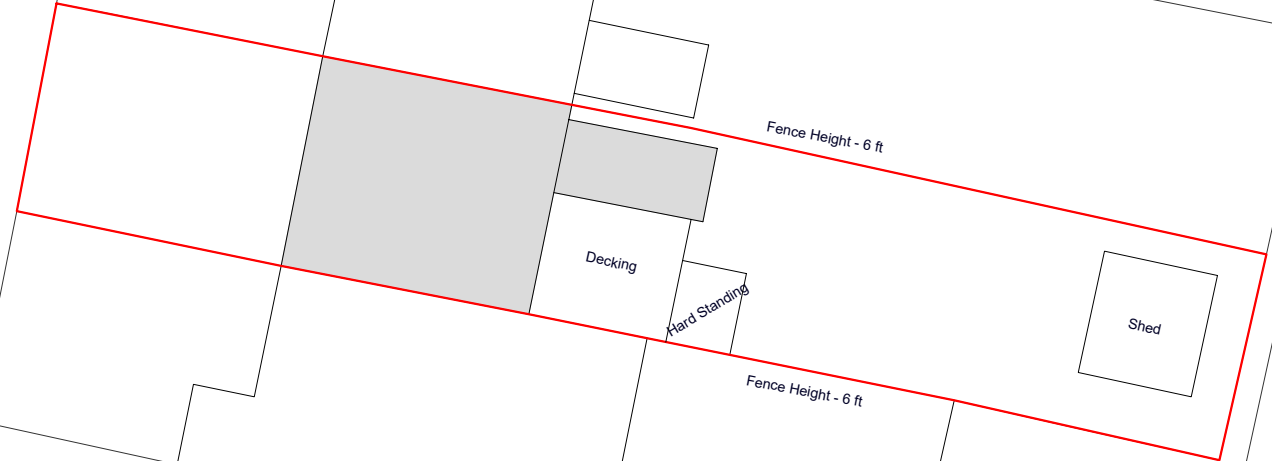 Fence Height - 6 ft
Decking
Hard Standing
Shed
Fence Height - 6 ft